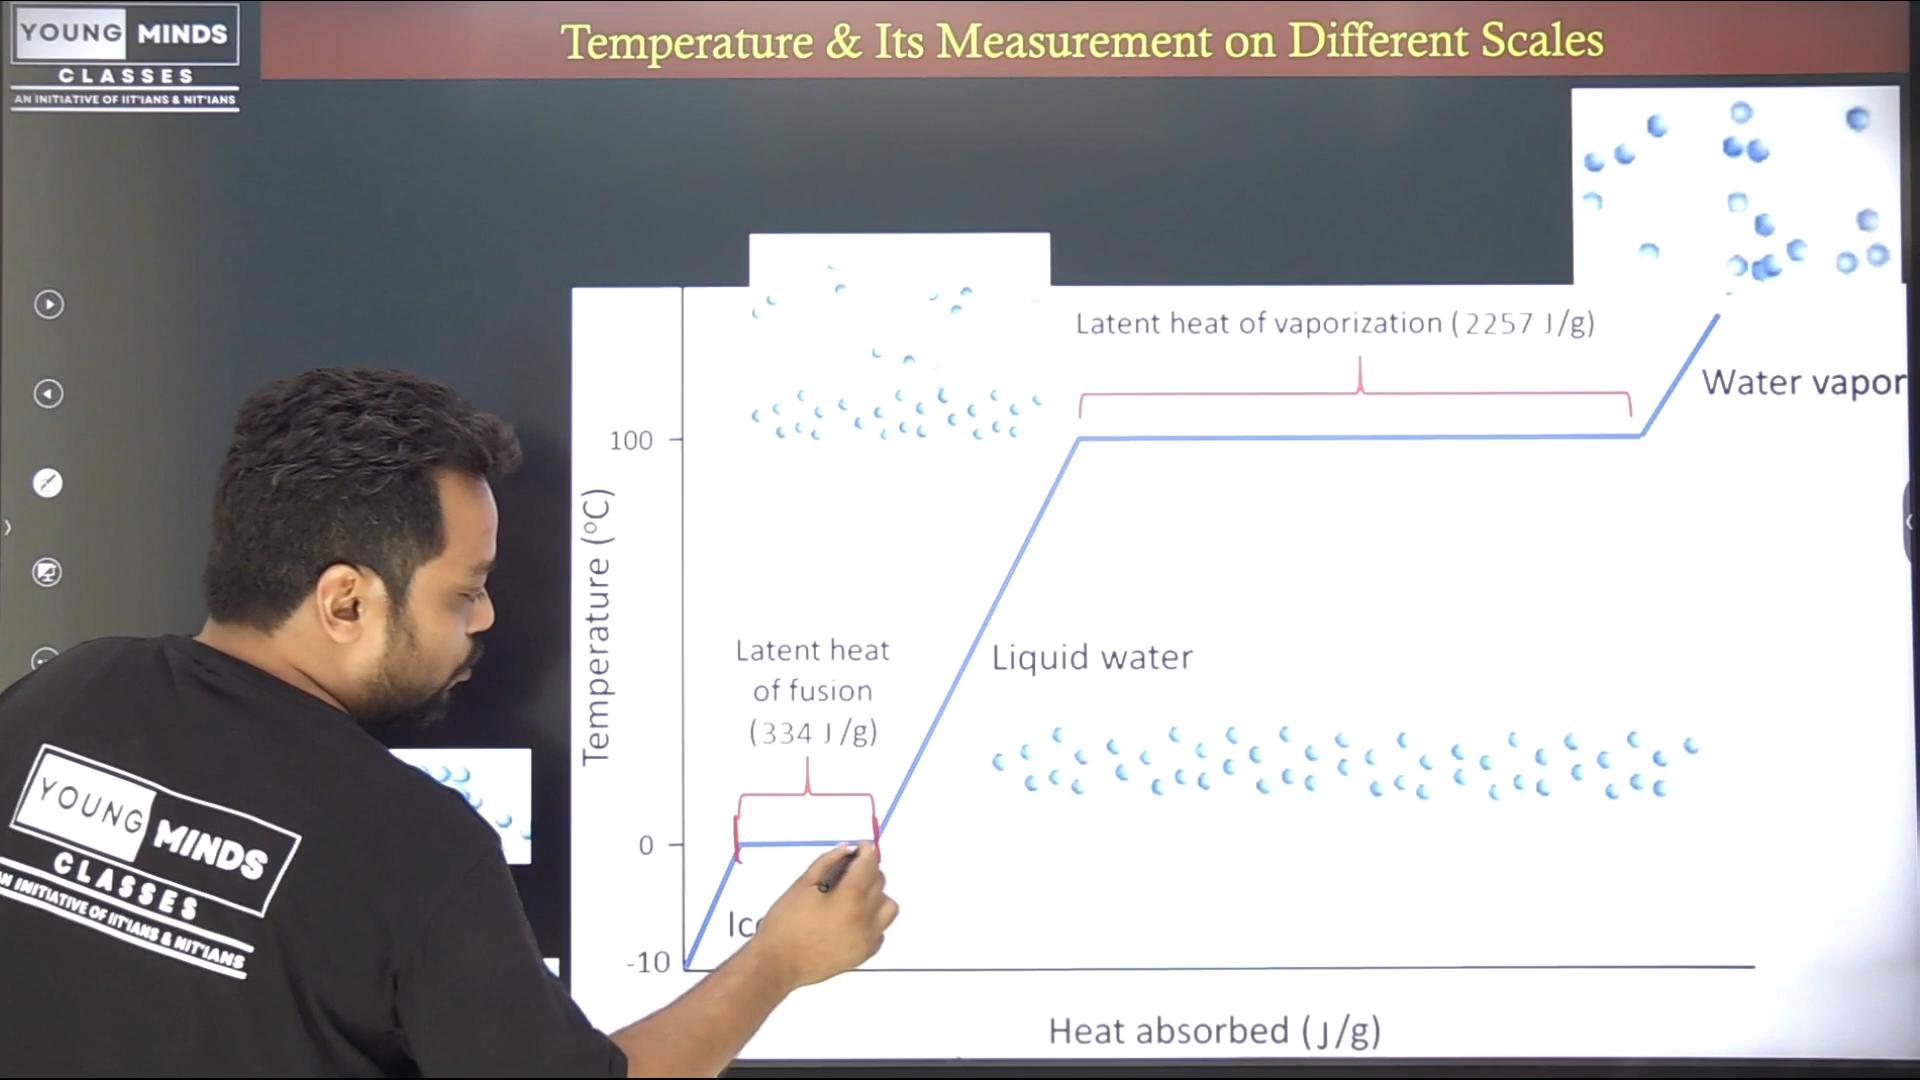 YOUNG MINDS
CLASSES
AN INITIATIVE OF IIT'IANS & NIT'IANS
Temperature & Its Measurement on Different Scales
Latent heat of vaporization (2257 J/g)
Water vapor
100
Temperature (°C)
Liquid water
Latent heat
of fusion
(334 J/g)
0
-10
Heat absorbed (J/g)
YOUNG MINDS
CLASSES
AN INITIATIVE OF IIT'IANS & NIT'IANS